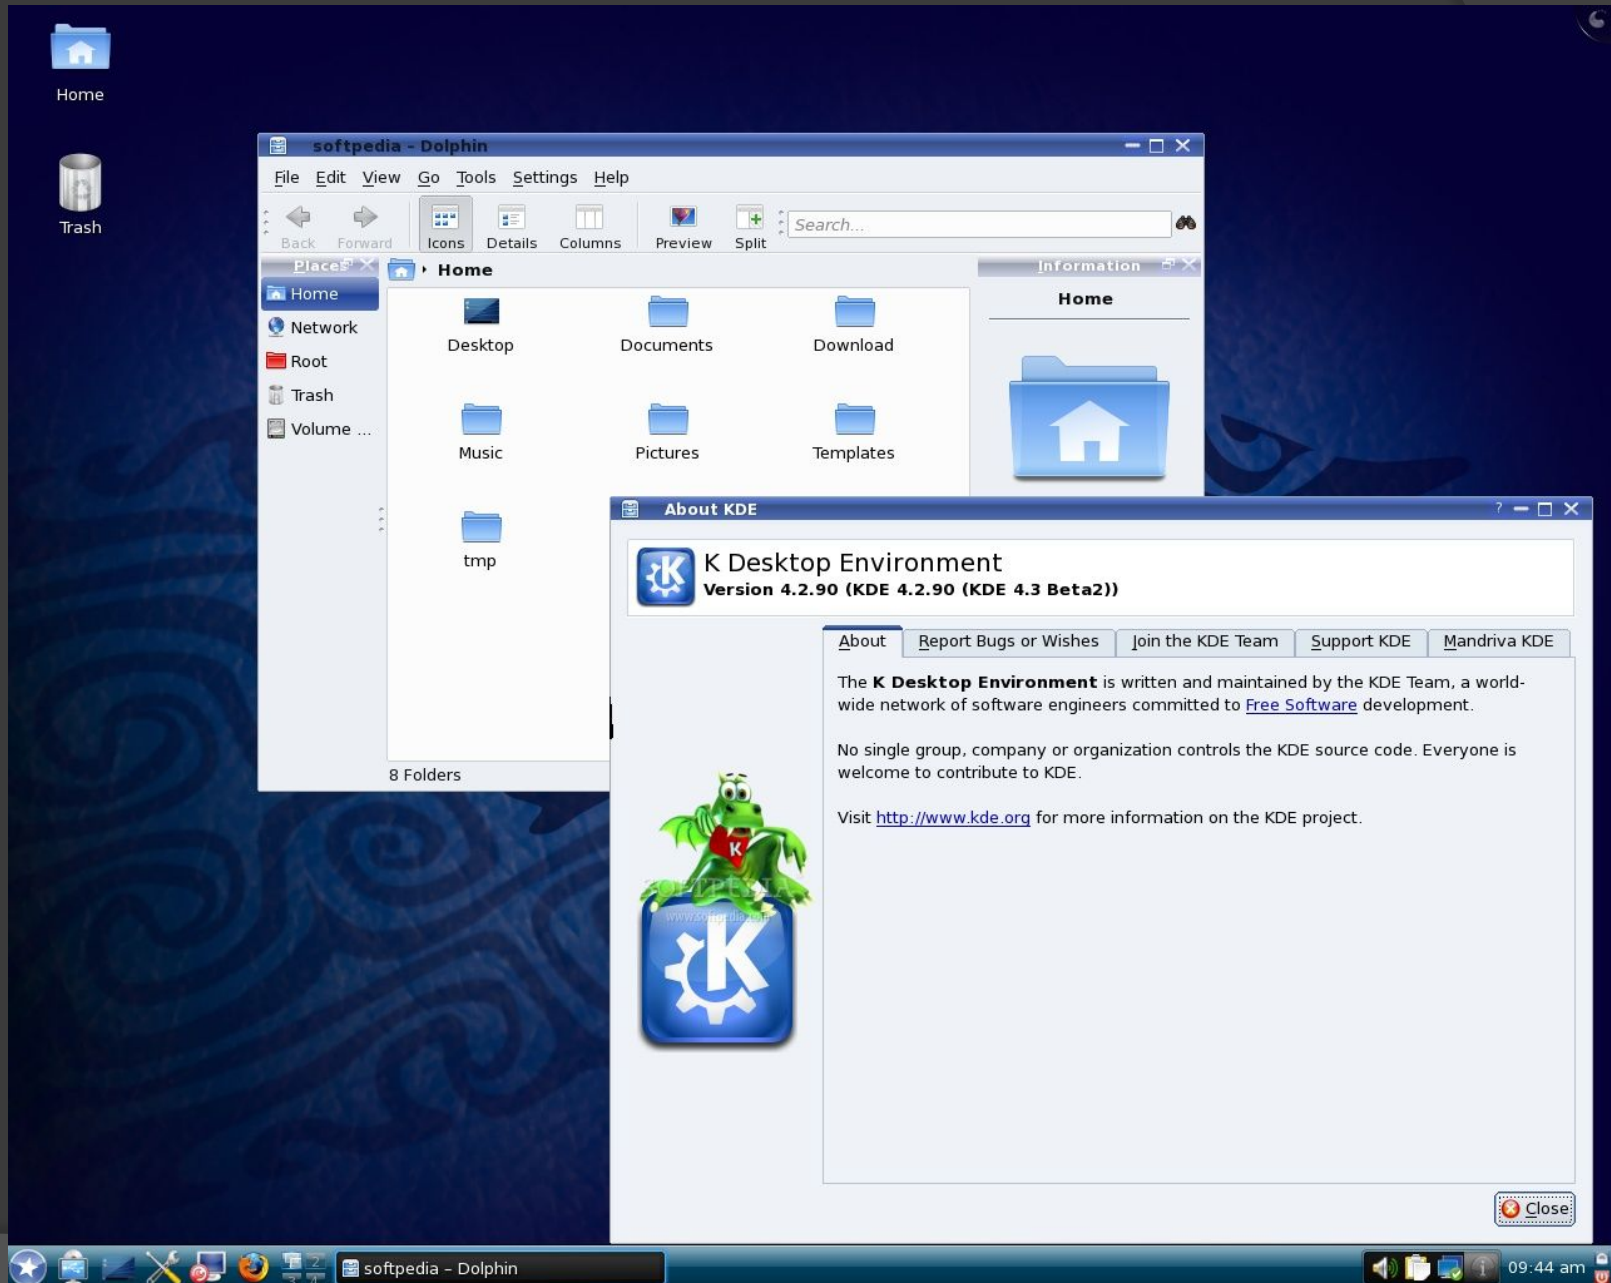 Home
Trash
softpedia – Dolphin
File Edit View Go Tools Settings Help
Back Forward Icons Details Columns Preview Split Search...
Places
Home
Network
Root
Trash
Volume ...
Home
Desktop Documents Download
Music Pictures Templates
tmp
8 Folders
Information
Home
About KDE
K Desktop Environment
Version 4.2.90 (KDE 4.2.90 (KDE 4.3 Beta2))
About Report Bugs or Wishes Join the KDE Team Support KDE Mandriva KDE
The K Desktop Environment is written and maintained by the KDE Team, a world-
wide network of software engineers committed to Free Software development.
No single group, company or organization controls the KDE source code. Everyone is
welcome to contribute to KDE.
Visit http://www.kde.org for more information on the KDE project.
K
SOFTPEDIA
www.softpedia.com
K
Close
softpedia – Dolphin
09:44 am